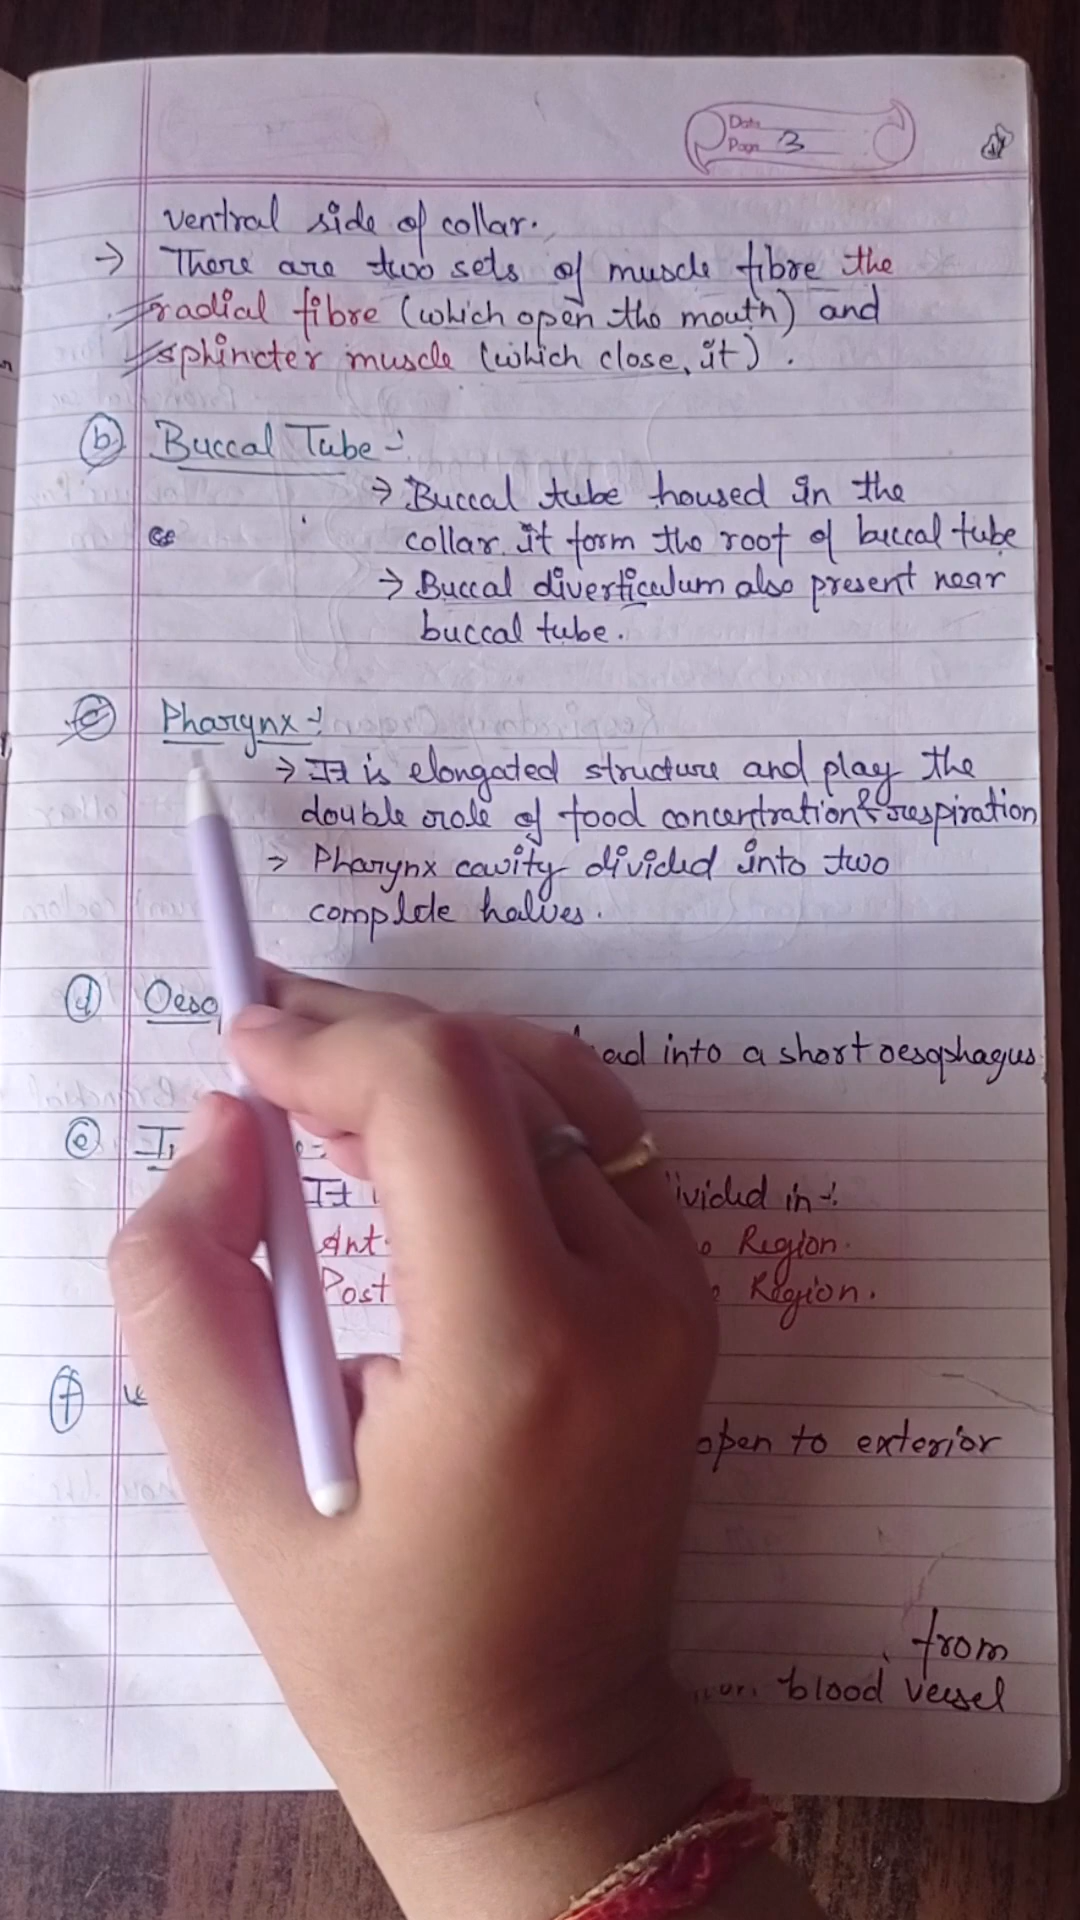 Date
Page 3
ventral side of collar.
→ There are two sets of muscle fibre the
radial fibre (which open the mouth) and
sphincter muscle (which close it).
(b) Buccal Tube :-
→ Buccal tube housed in the
collar it form the root of buccal tube
→ Buccal diverticulum also present near
buccal tube.
(c) Pharynx :-
→ It is elongated structure and play the
double role of food concentration & respiration
→ Pharynx cavity divided into two
complete halves.
(d)
into a short oesophagus
(e)
It divided in :-
Ant. Region.
Post Region.
(f)
open to exterior
from
blood vessel